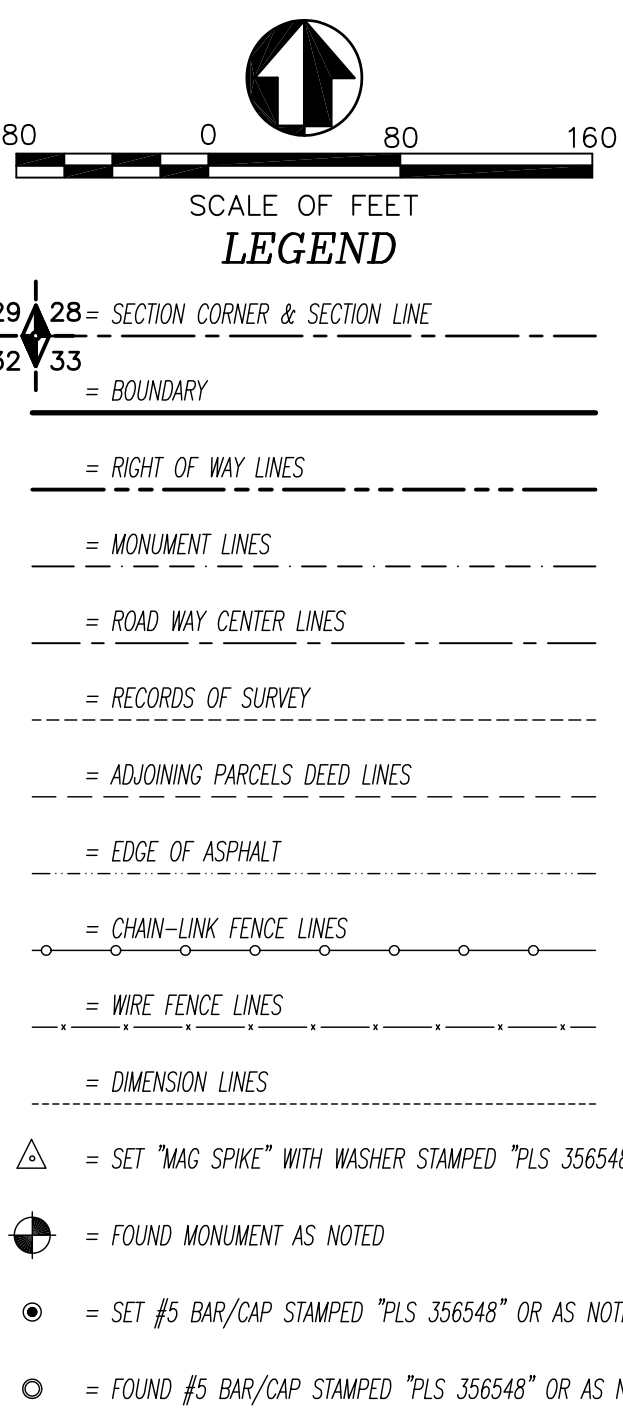 80 0 80 160
SCALE OF FEET
LEGEND
29 28 = SECTION CORNER & SECTION LINE
32 33
= BOUNDARY
= RIGHT OF WAY LINES
= MONUMENT LINES
= ROAD WAY CENTER LINES
= RECORDS OF SURVEY
= ADJOINING PARCELS DEED LINES
= EDGE OF ASPHALT
= CHAIN-LINK FENCE LINES
= WIRE FENCE LINES
= DIMENSION LINES
= SET "MAG SPIKE" WITH WASHER STAMPED "PLS 356548
= FOUND MONUMENT AS NOTED
= SET #5 BAR/CAP STAMPED "PLS 356548" OR AS
= FOUND #5 BAR/CAP STAMPED "PLS 356548" OR AS